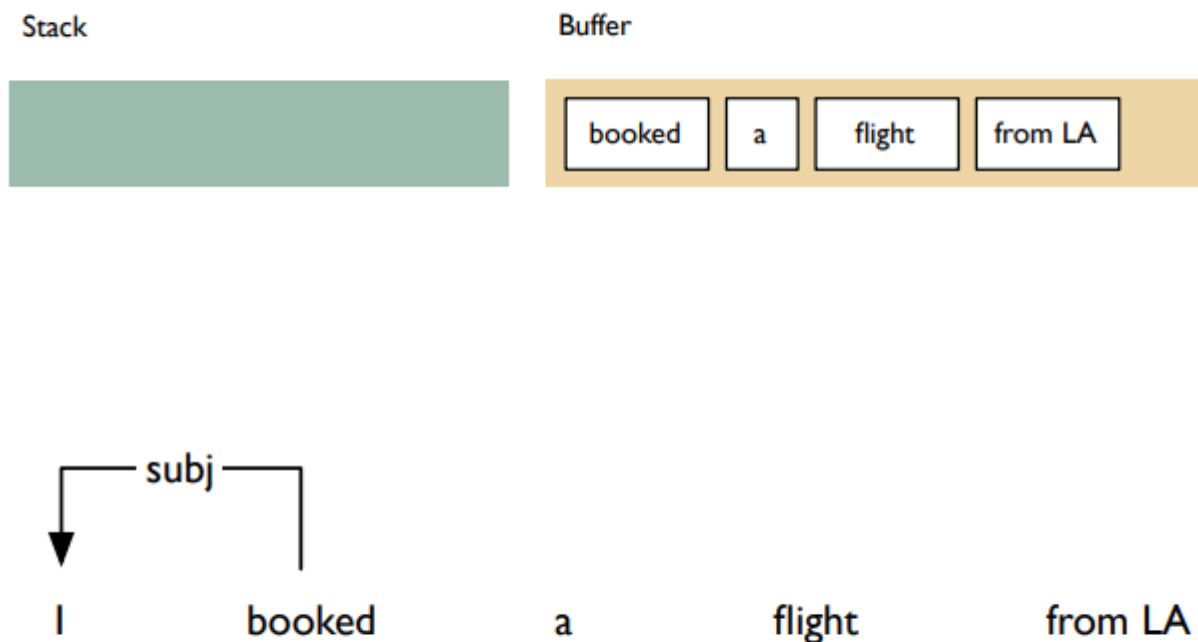 Stack Buffer
booked a flight from LA
subj
I booked a flight from LA